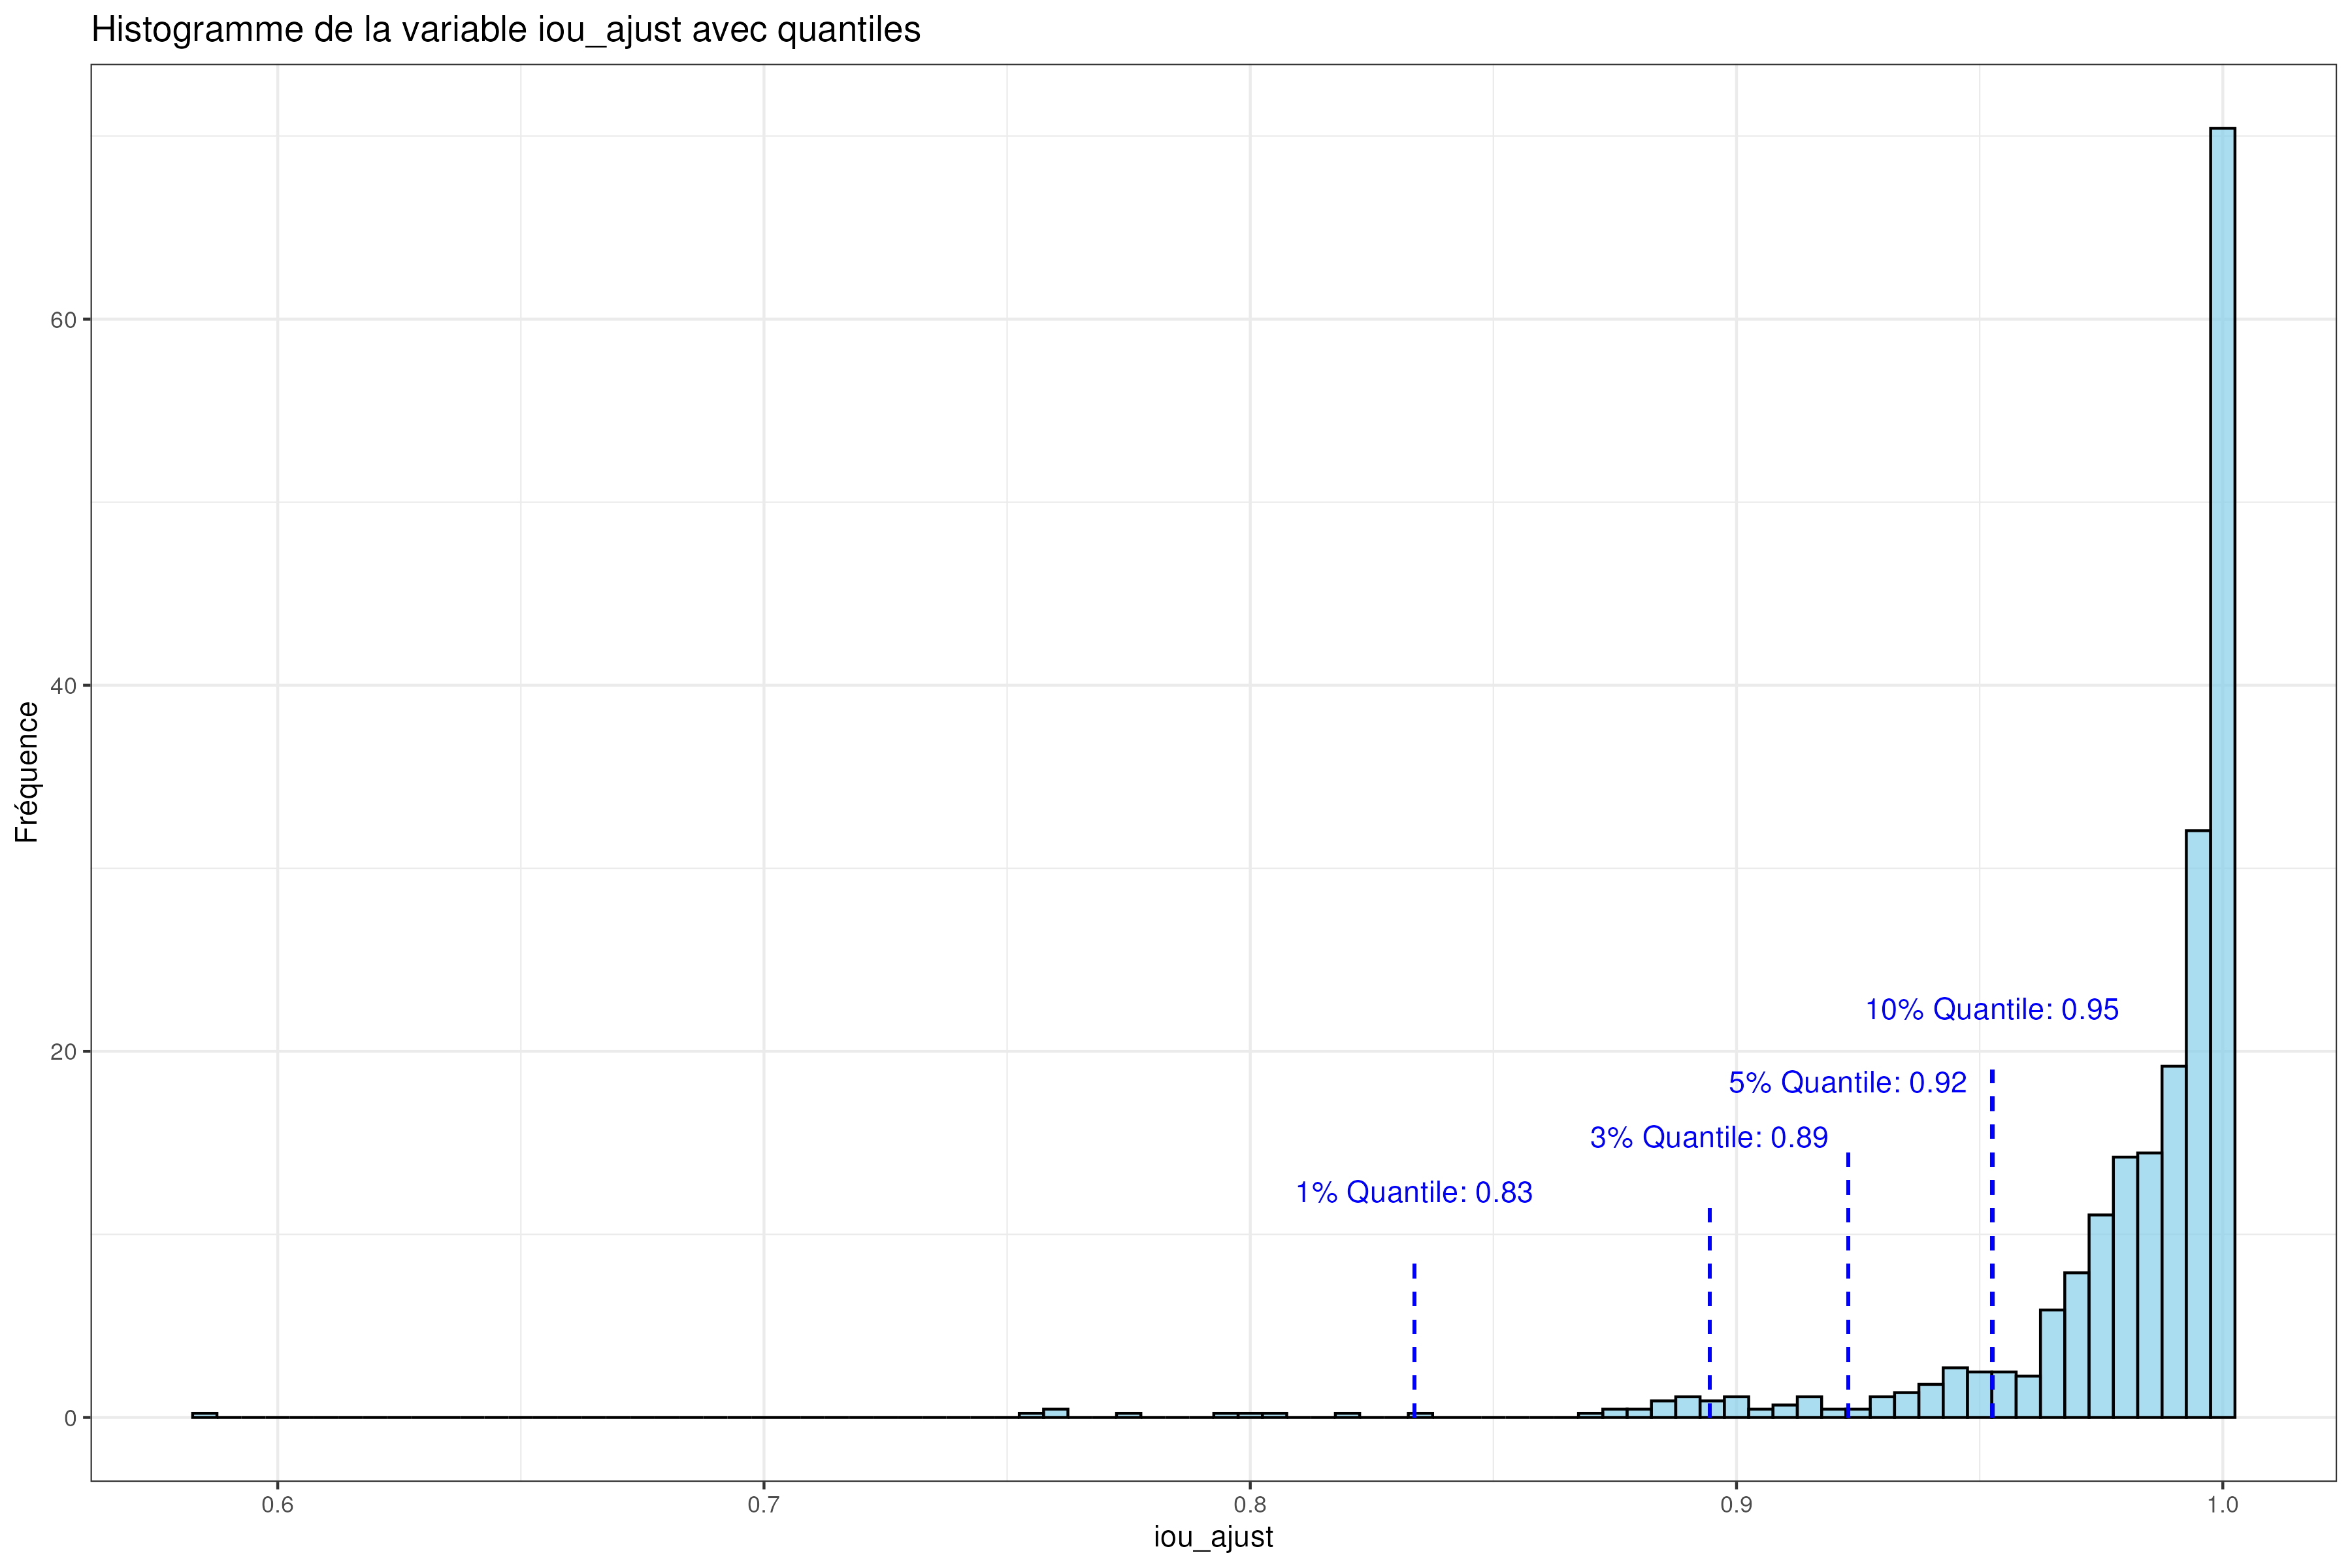 Histogramme de la variable iou_ajust avec quantiles
Fréquence
60
40
20
0
10% Quantile: 0.95
5% Quantile: 0.92
3% Quantile: 0.89
1% Quantile: 0.83
0.6
0.7
0.8
0.9
1.0
iou_ajust